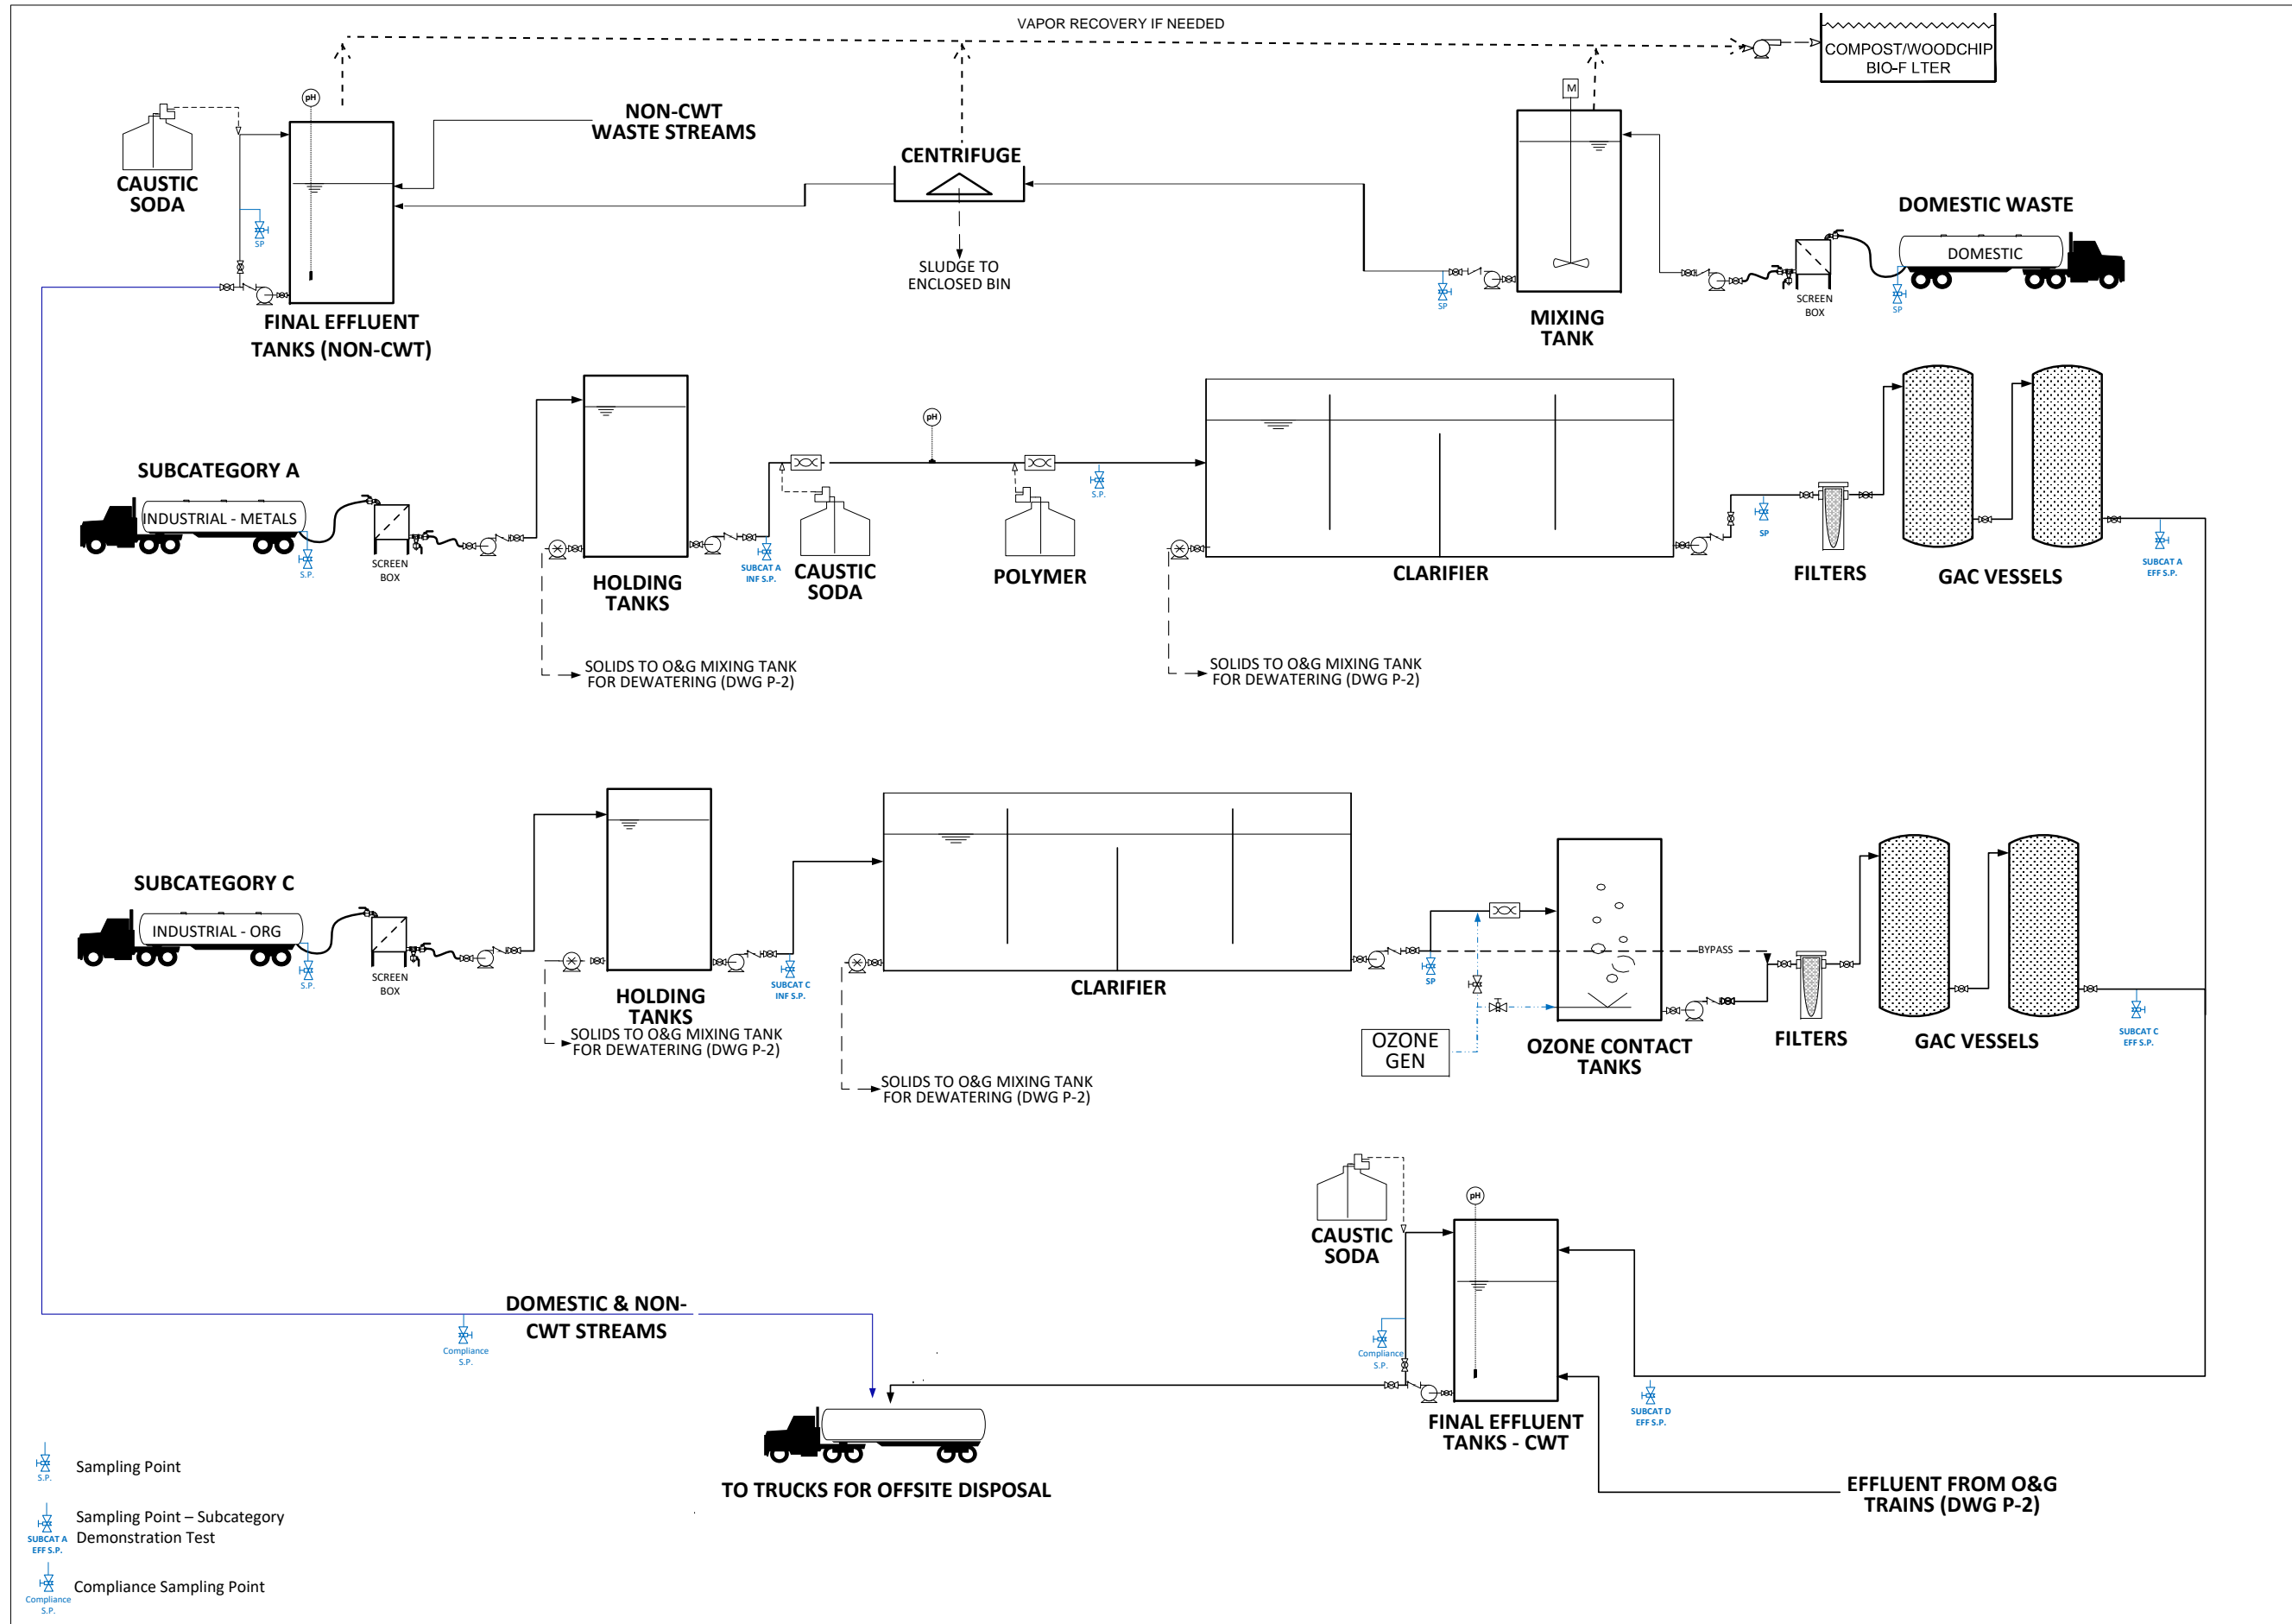 VAPOR RECOVERY IF NEEDED
COMPOST/WOODCHIP
BIO-F LTER
pH
M
CAUSTIC
SODA
NON-CWT
WASTE STREAMS
CENTRIFUGE
SP
SLUDGE TO
ENCLOSED BIN
SP
DOMESTIC WASTE
DOMESTIC
SCREEN
BOX
SP
FINAL EFFLUENT
TANKS (NON-CWT)
MIXING
TANK
SUBCATEGORY A
INDUSTRIAL - METALS
S.P.
SCREEN
BOX
HOLDING
TANKS
SUBCAT A
INF S.P.
CAUSTIC
SODA
pH
POLYMER
S.P.
CLARIFIER
SP
FILTERS
GAC VESSELS
SUBCAT A
EFF S.P.
SOLIDS TO O&G MIXING TANK
FOR DEWATERING (DWG P-2)
SOLIDS TO O&G MIXING TANK
FOR DEWATERING (DWG P-2)
SUBCATEGORY C
INDUSTRIAL - ORG
S.P.
SCREEN
BOX
HOLDING
TANKS
SUBCAT C
INF S.P.
SOLIDS TO O&G MIXING TANK
FOR DEWATERING (DWG P-2)
CLARIFIER
SOLIDS TO O&G MIXING TANK
FOR DEWATERING (DWG P-2)
SP
BYPASS
OZONE
GEN
OZONE CONTACT
TANKS
FILTERS
GAC VESSELS
SUBCAT C
EFF S.P.
CAUSTIC
SODA
pH
DOMESTIC & NON-
CWT STREAMS
Compliance
S.P.
Compliance
S.P.
SUBCAT D
EFF S.P.
FINAL EFFLUENT
TANKS - CWT
TO TRUCKS FOR OFFSITE DISPOSAL
EFFLUENT FROM O&G
TRAINS (DWG P-2)
S.P.
Sampling Point
SUBCAT A
EFF S.P.
Sampling Point – Subcategory
Demonstration Test
Compliance
S.P.
Compliance Sampling Point